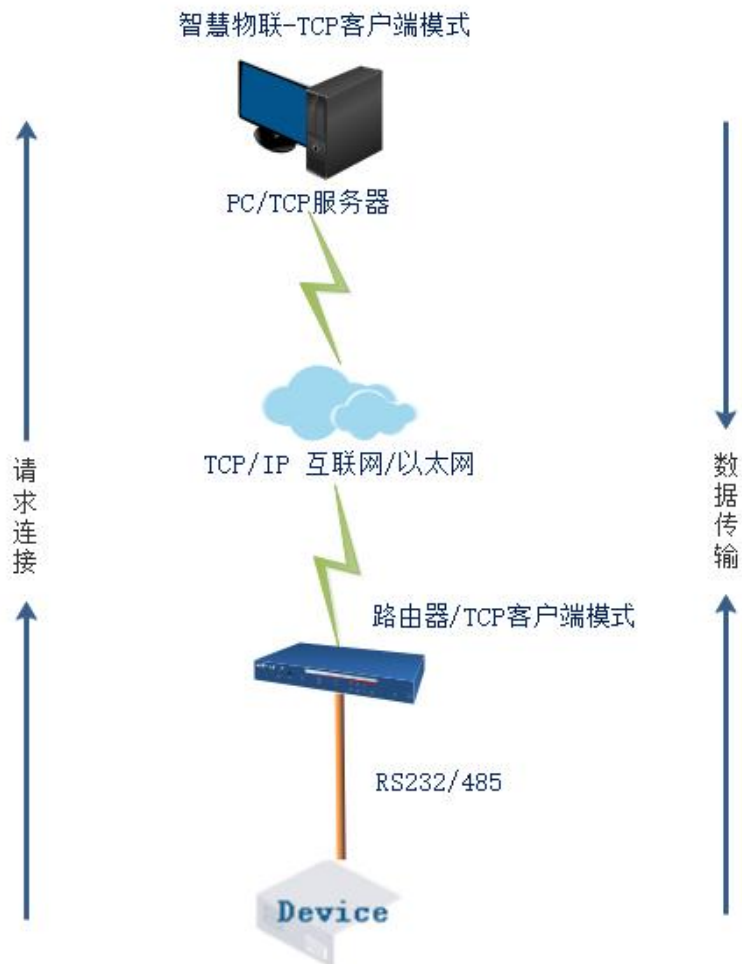 智慧物联-TCP客户端模式
PC/TCP服务器
TCP/IP 互联网/以太网
请求连接
数据传输
路由器/TCP客户端模式
RS232/485
Device